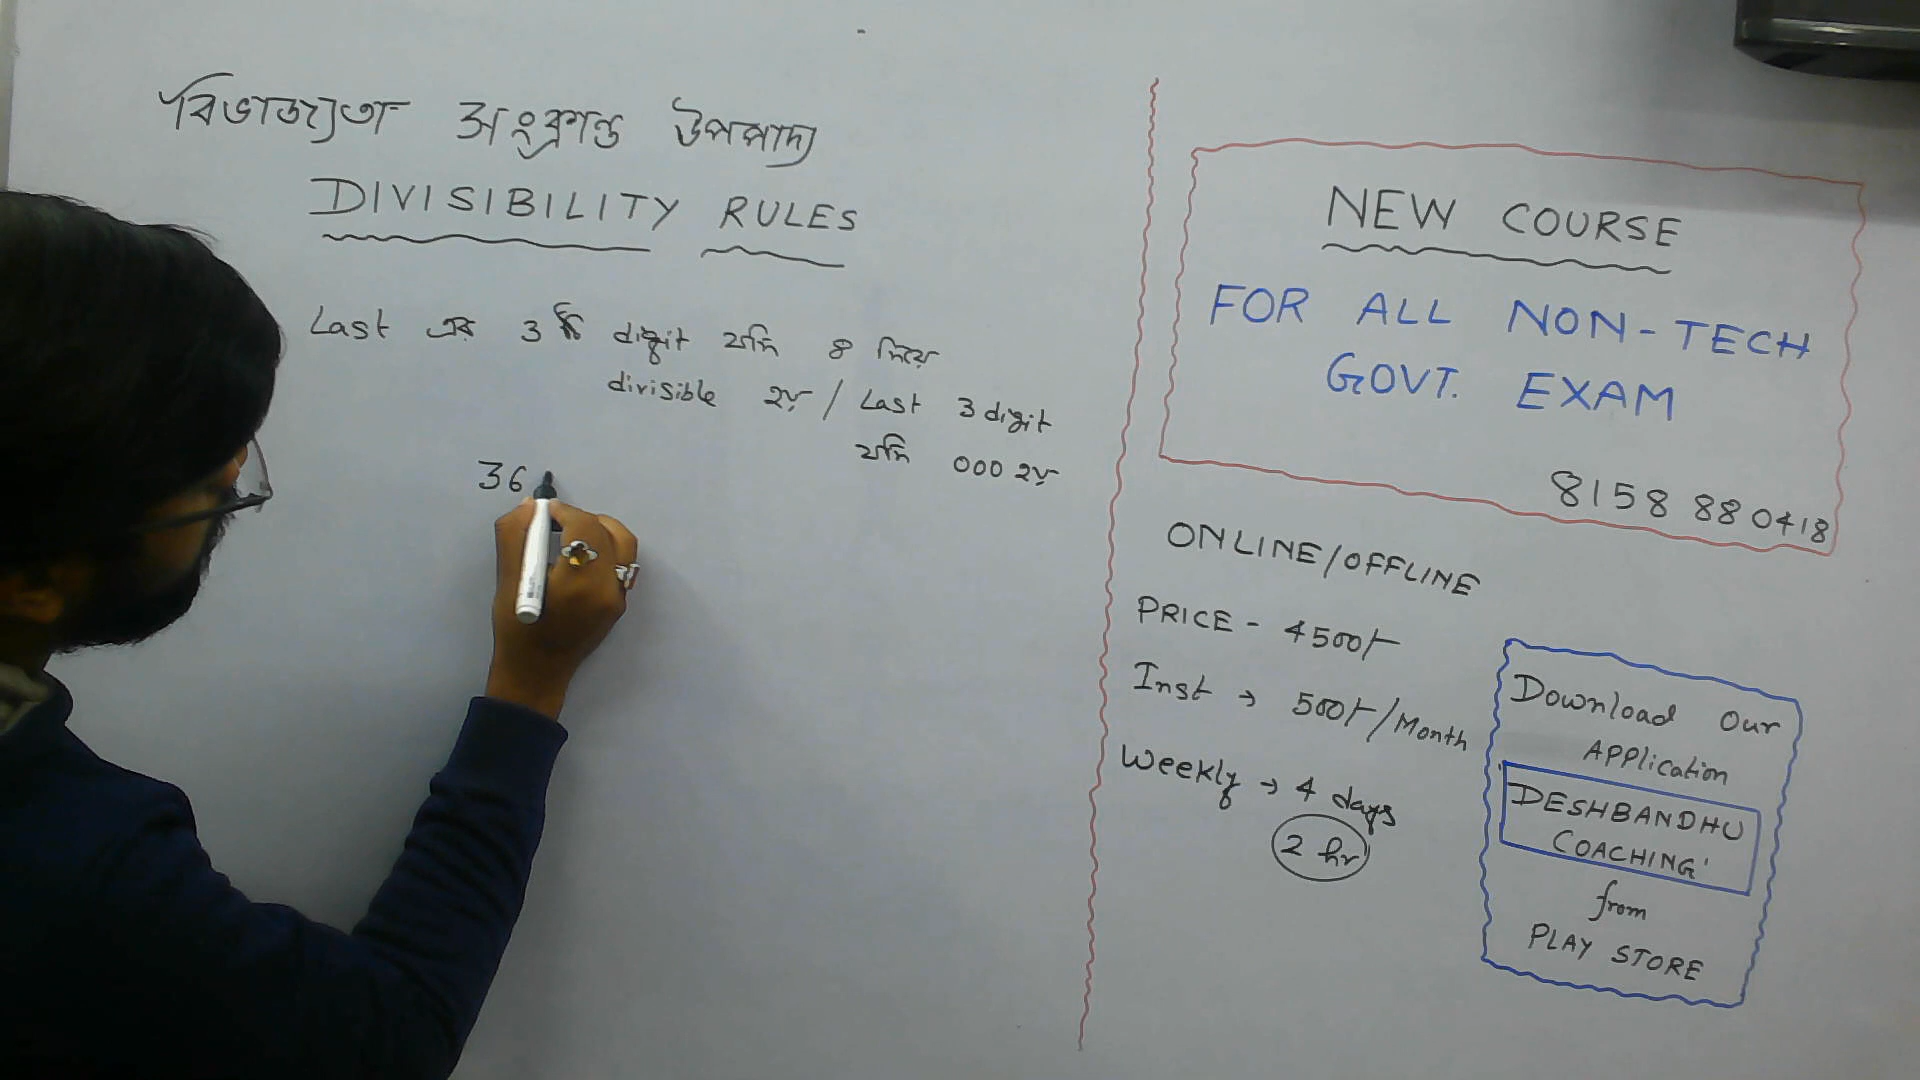 বিভাজ্যতা সংক্রান্ত উপপাদ্য
DIVISIBILITY RULES
Last এর 3 টি digit যদি 8 দিয়ে
divisible হয় / Last 3 digit
যদি 000 হয়
36
NEW COURSE
FOR ALL NON-TECH
GOVT. EXAM
8158 880418
ONLINE/OFFLINE
PRICE - 4500/-
Inst → 500/-/Month
Weekly → 4 days
2 hr
Download Our
Application
DESHBANDHU
COACHING'
from
PLAY STORE